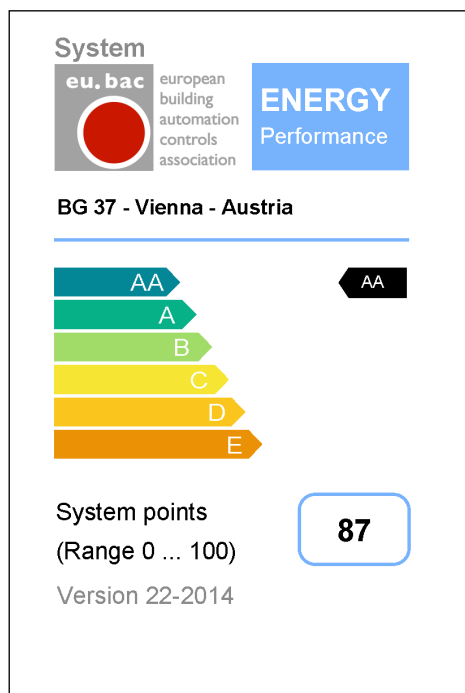 System
eu.bac
european
building
automation
controls
association
ENERGY
Performance
BG 37 - Vienna - Austria
AA
AA
A
B
C
D
E
System points
(Range 0 ... 100)
87
Version 22-2014